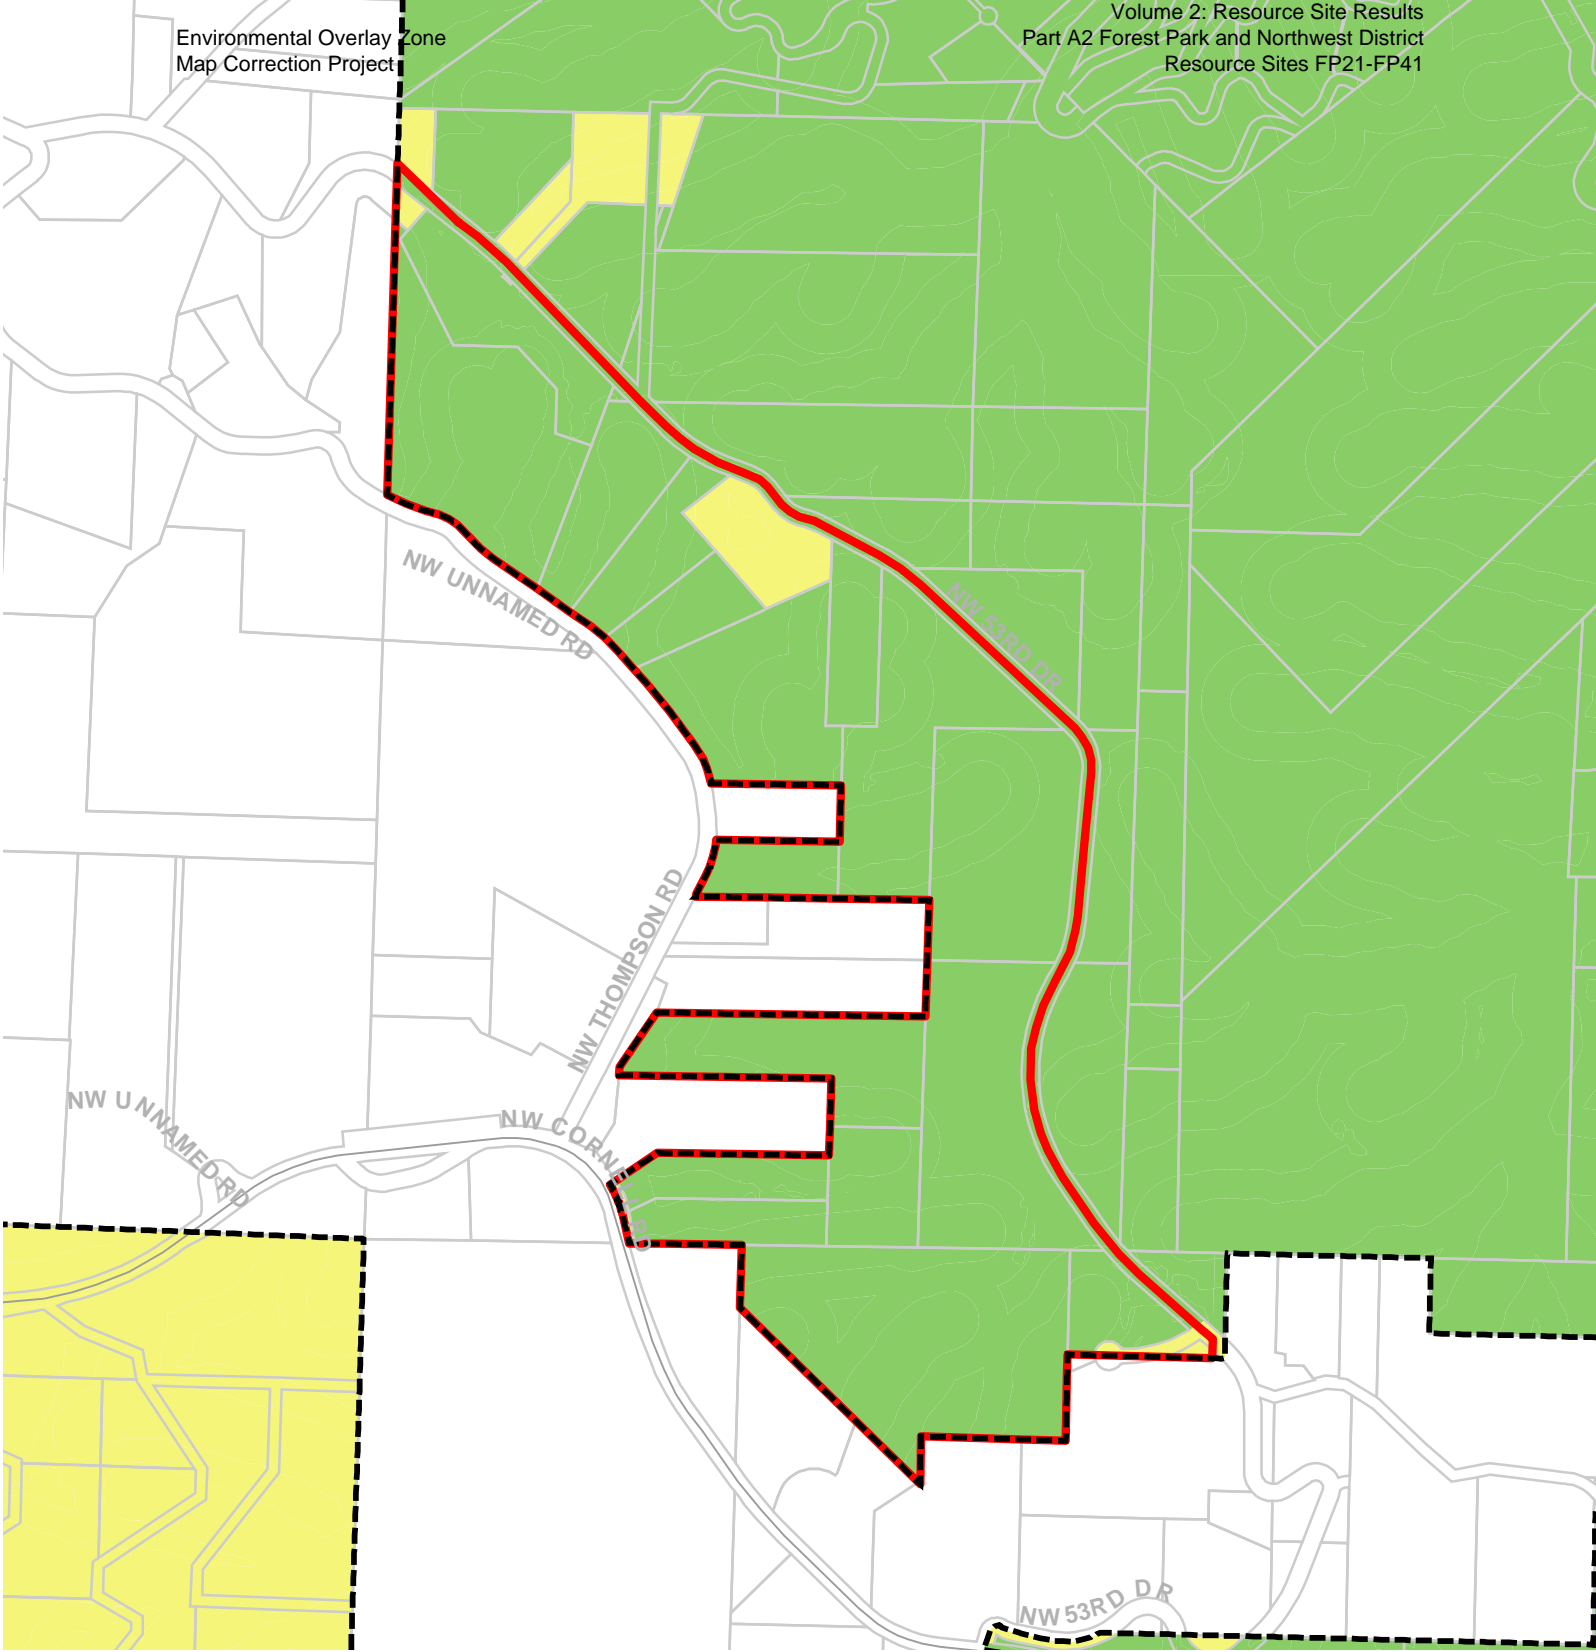 Environmental Overlay Zone
Map Correction Project
Volume 2: Resource Site Results
Part A2 Forest Park and Northwest District
Resource Sites FP21-FP41
NW UNNAMED RD
NW 53RD DR
NW THOMPSON RD
NW UNNAMED RD
NW CORNELL RD
NW 53RD DR